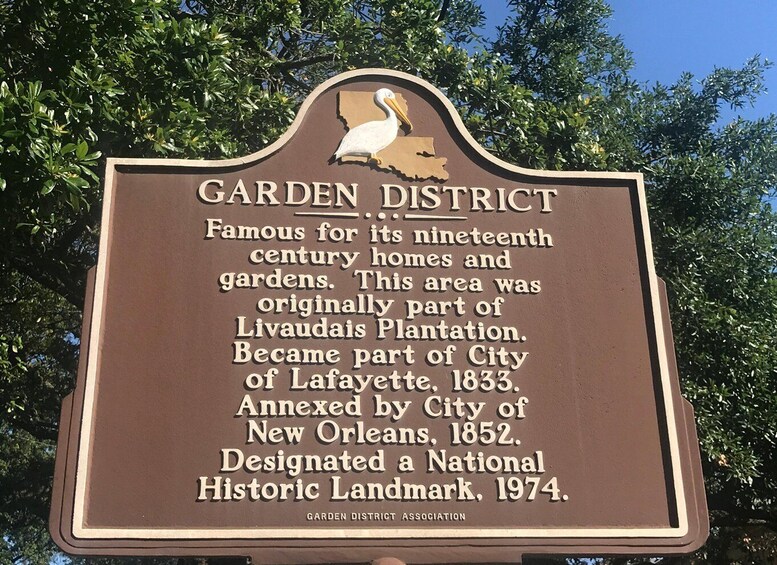 GARDEN DISTRICT
Famous for its nineteenth
century homes and
gardens. This area was
originally part of
Livaudais Plantation.
Became part of City
of Lafayette, 1833.
Annexed by City of
New Orleans, 1852.
Designated a National
Historic Landmark, 1974.
GARDEN DISTRICT ASSOCIATION